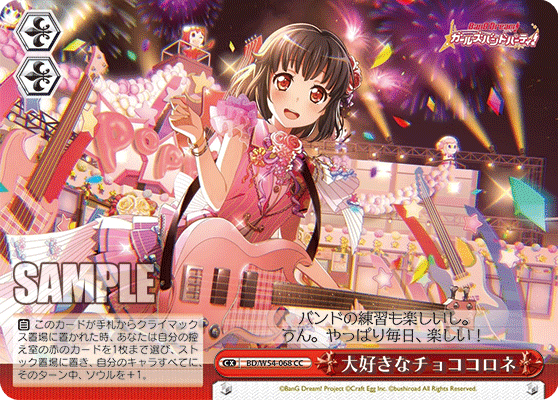 BanG Dream!
ガールズバンドパーティ!
SAMPLE
このカードが手札からクライマックス置場に置かれた時、あなたは自分の控え室の赤のカードを1枚まで選び、ストック置場に置き、自分のキャラすべてに、そのターン中、ソウルを+1。
バンドの練習も楽しいし。
うん。やっぱり毎日、楽しい!
CX
BD/W54-068 CC
大好きなチョココロネ
©BanG Dream! Project ©Craft Egg Inc. ©bushiroad All Rights Reserved.